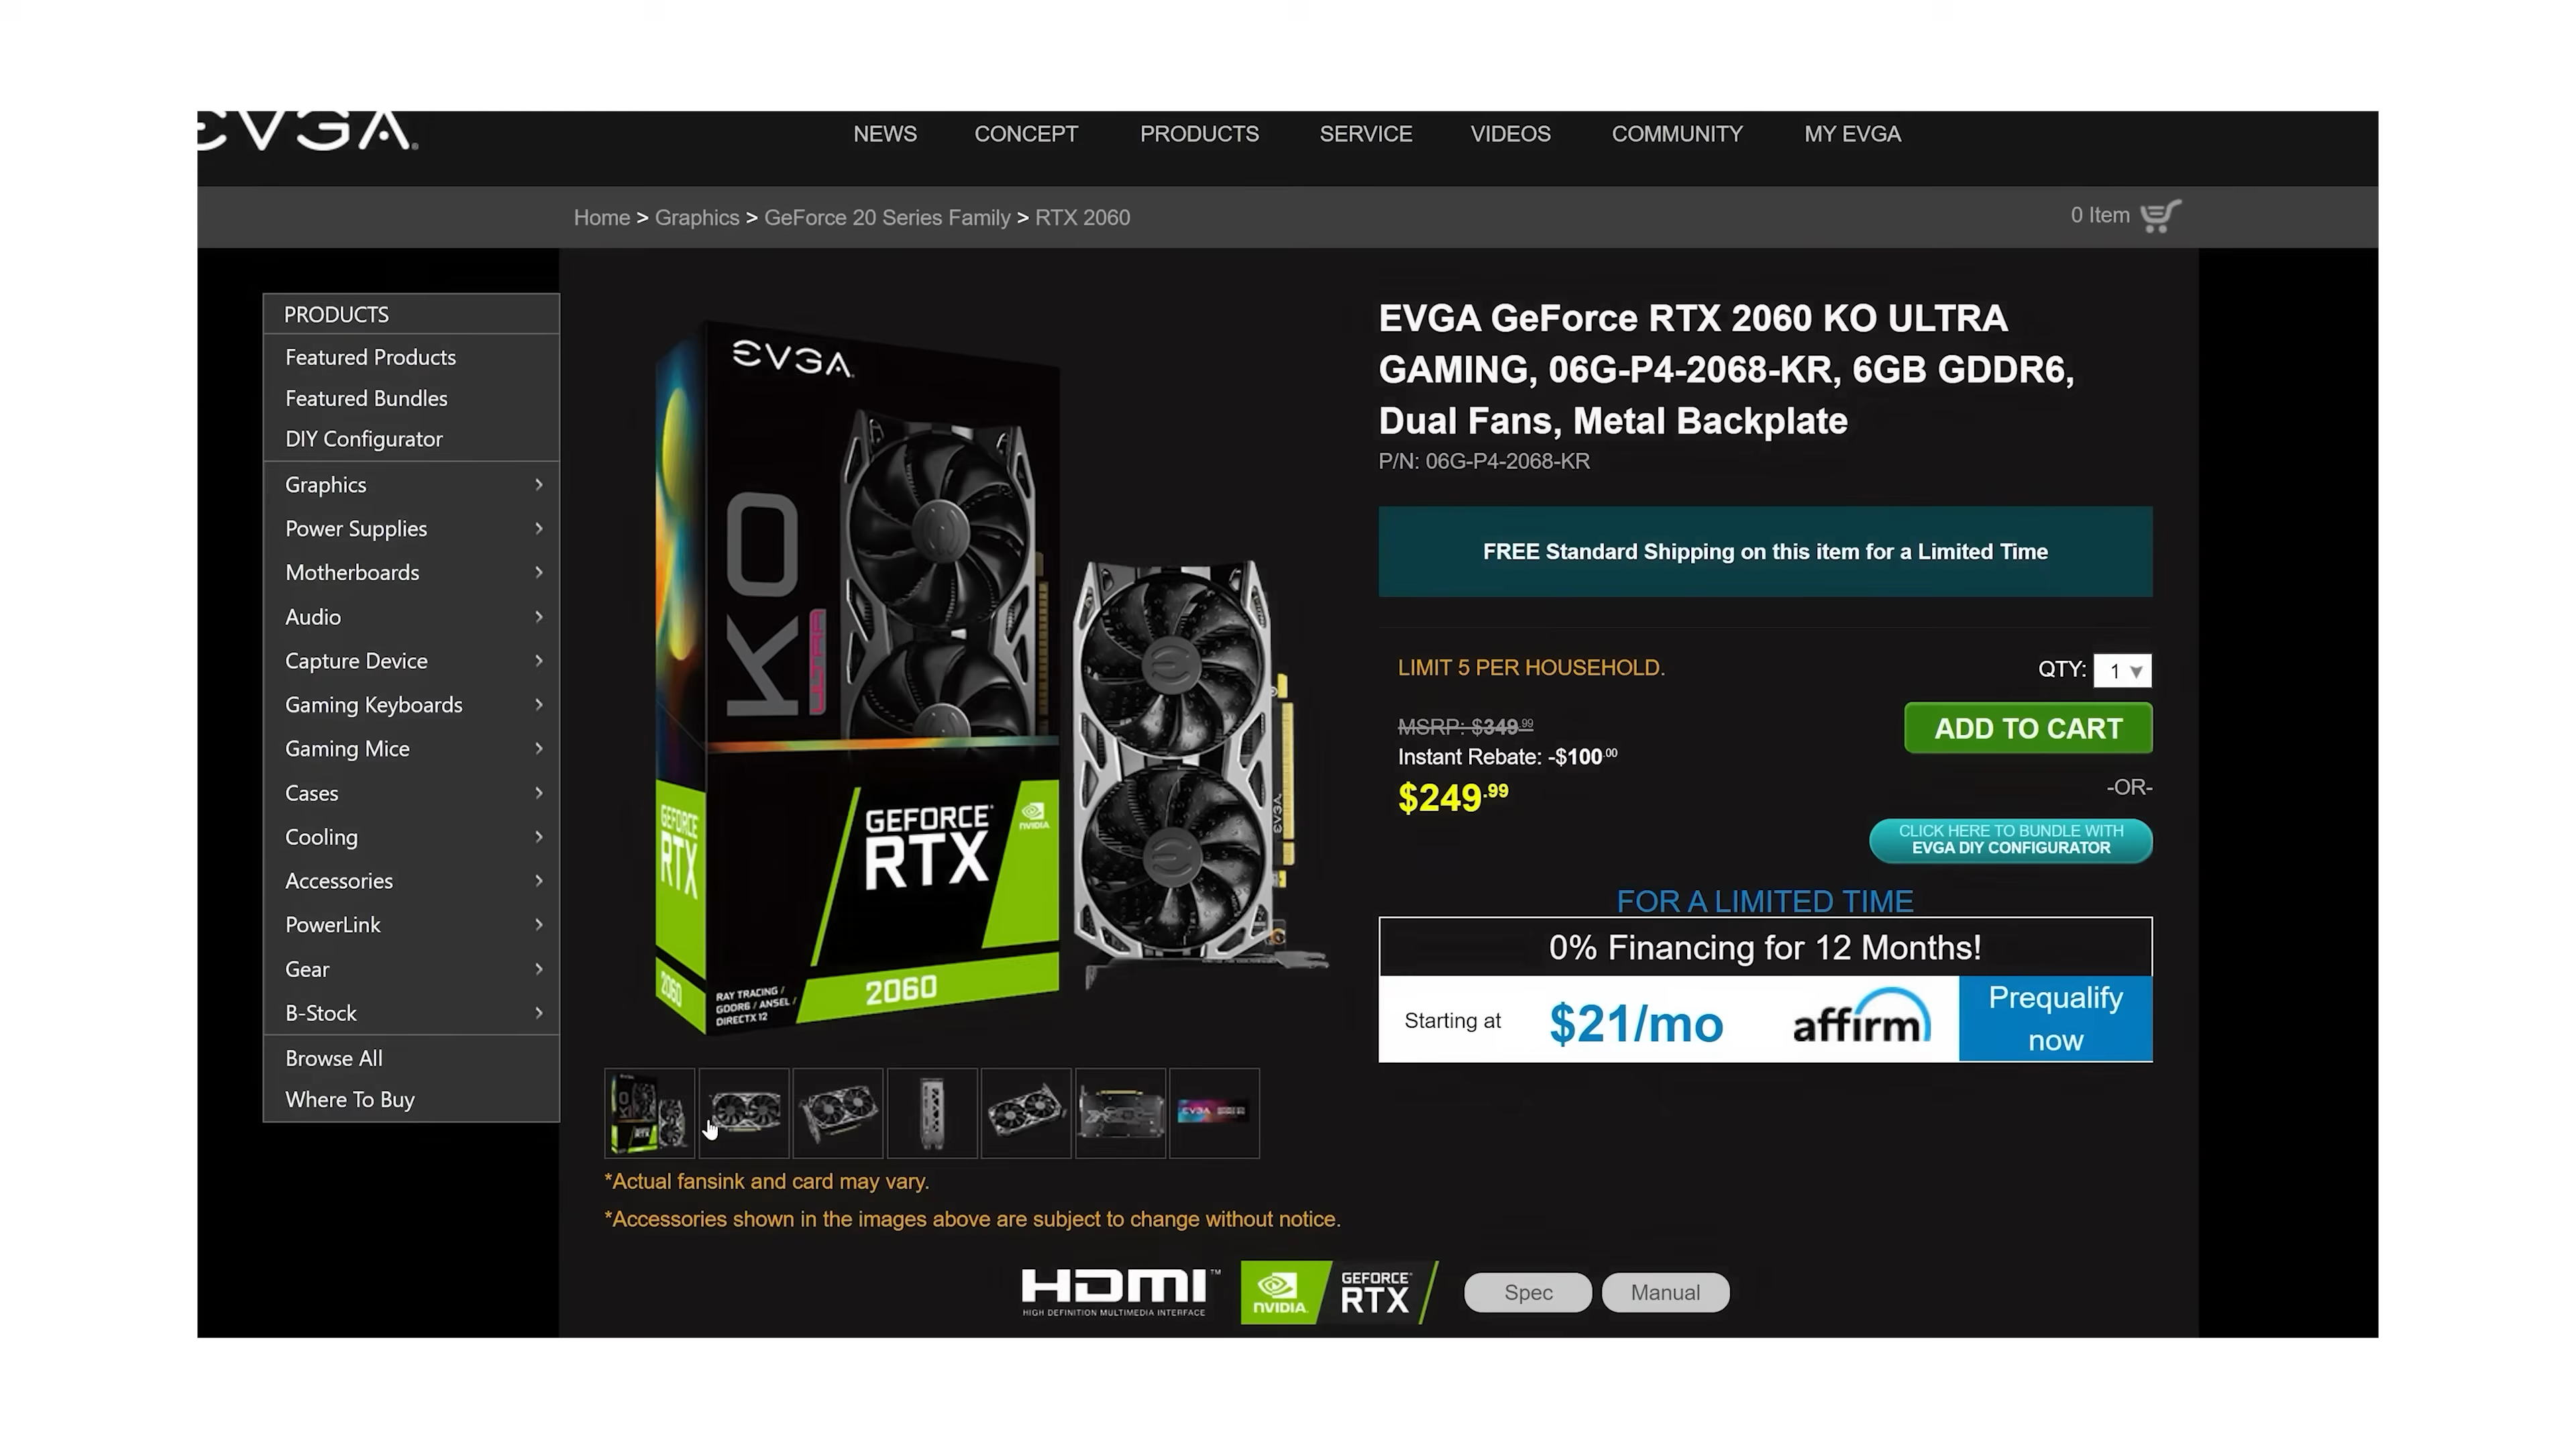 EVGA
NEWS CONCEPT PRODUCTS SERVICE VIDEOS COMMUNITY MY EVGA
Home > Graphics > GeForce 20 Series Family > RTX 2060
0 Item
PRODUCTS
Featured Products
Featured Bundles
DIY Configurator
Graphics
Power Supplies
Motherboards
Audio
Capture Device
Gaming Keyboards
Gaming Mice
Cases
Cooling
Accessories
PowerLink
Gear
B-Stock
Browse All
Where To Buy
EVGA
KO
ULTRA
GEFORCE
RTX
2060
GEFORCE
RTX
NVIDIA
2060
RAY TRACING /
GDDR6 / ANSEL /
DIRECTX 12
EVGA
EVGA
*Actual fansink and card may vary.
*Accessories shown in the images above are subject to change without notice.
EVGA GeForce RTX 2060 KO ULTRA
GAMING, 06G-P4-2068-KR, 6GB GDDR6,
Dual Fans, Metal Backplate
P/N: 06G-P4-2068-KR
FREE Standard Shipping on this item for a Limited Time
LIMIT 5 PER HOUSEHOLD.
QTY: 1
MSRP: $349.99
Instant Rebate: -$100.00
$249.99
ADD TO CART
-OR-
CLICK HERE TO BUNDLE WITH
EVGA DIY CONFIGURATOR
FOR A LIMITED TIME
0% Financing for 12 Months!
Starting at $21/mo affirm
Prequalify
now
HDMI™
HIGH DEFINITION MULTIMEDIA INTERFACE
NVIDIA.
GEFORCE
RTX
Spec
Manual